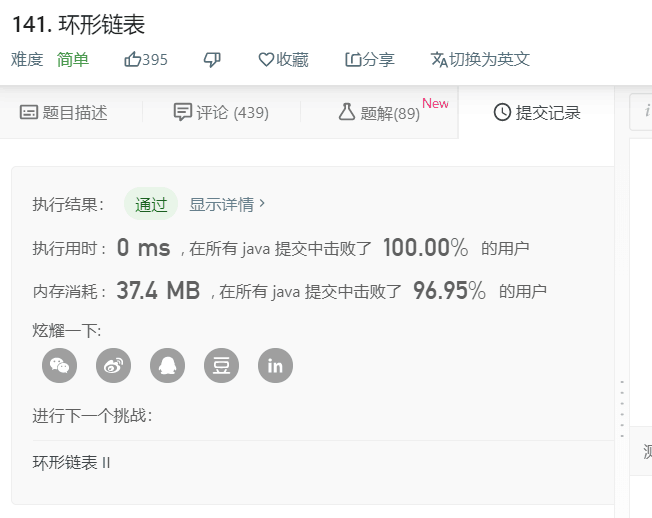 141. 环形链表
难度 简单 395 收藏 分享 切换为英文
题目描述 评论 (439) 题解(89) New 提交记录
执行结果： 通过 显示详情 >
执行用时 : 0 ms , 在所有 java 提交中击败了 100.00% 的用户
内存消耗 : 37.4 MB , 在所有 java 提交中击败了 96.95% 的用户
炫耀一下:
豆 in
进行下一个挑战：
环形链表 II